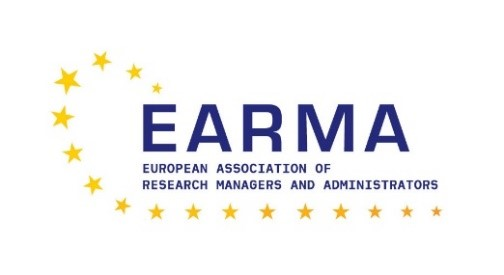 EARMA
EUROPEAN ASSOCIATION OF
RESEARCH MANAGERS AND ADMINISTRATORS